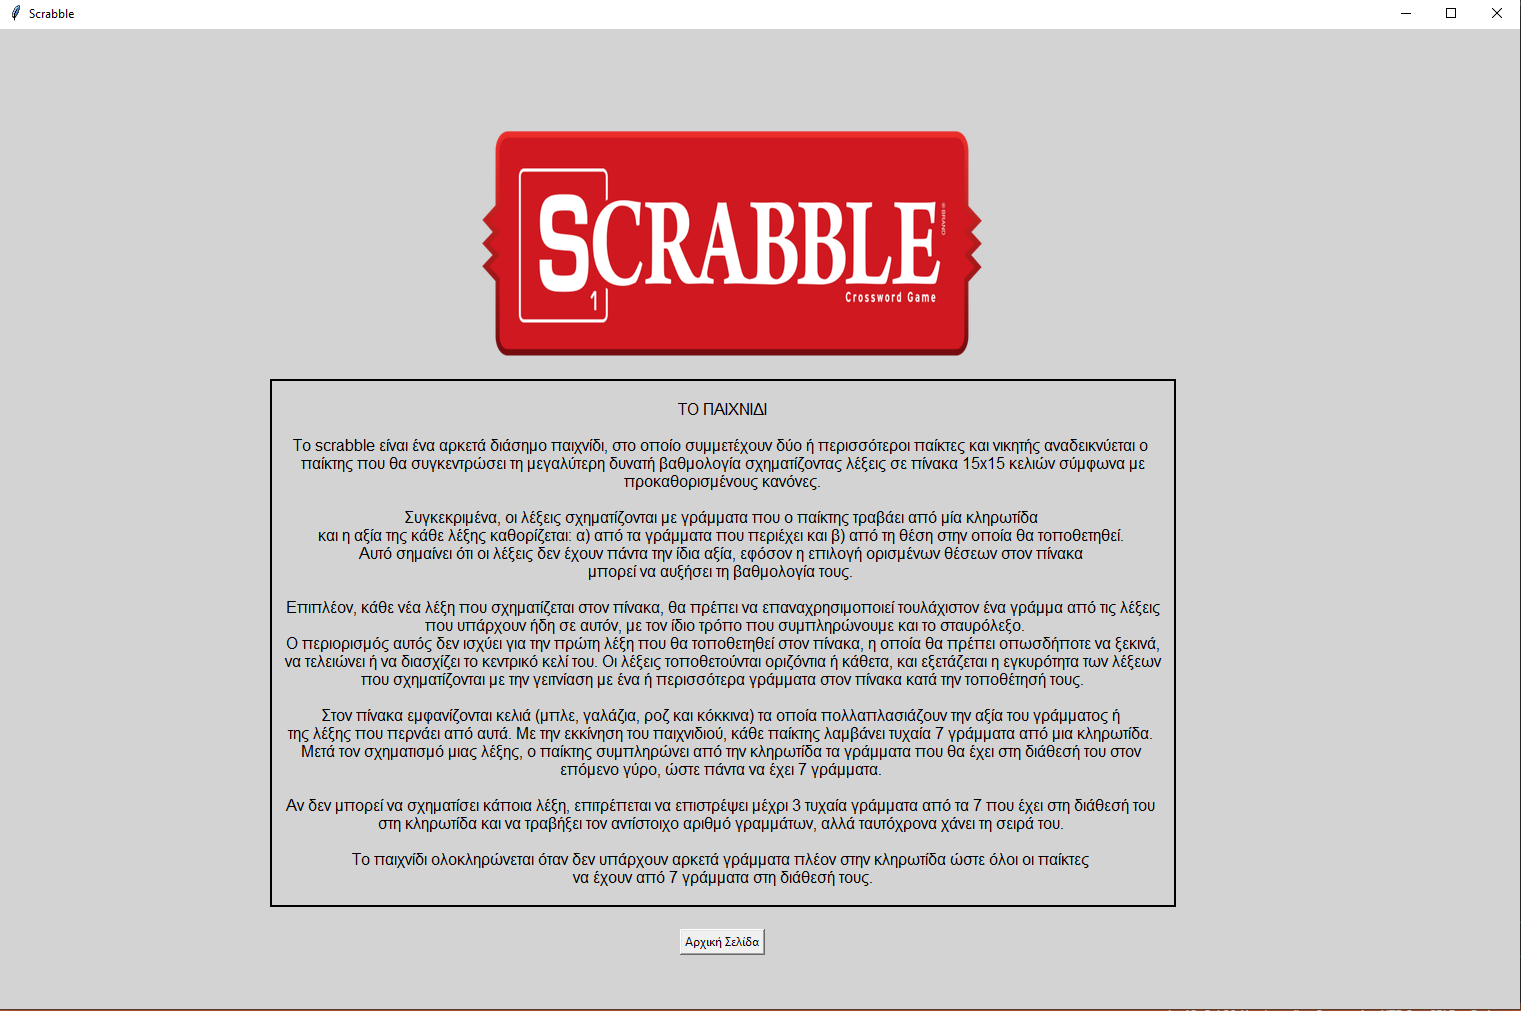 Scrabble
SCRABBLE
® BRAND
1
Crossword Game
ΤΟ ΠΑΙΧΝΙΔΙ
Το scrabble είναι ένα αρκετά διάσημο παιχνίδι, στο οποίο συμμετέχουν δύο ή περισσότεροι παίκτες και νικητής αναδεικνύεται ο
παίκτης που θα συγκεντρώσει τη μεγαλύτερη δυνατή βαθμολογία σχηματίζοντας λέξεις σε πίνακα 15x15 κελιών σύμφωνα με
προκαθορισμένους κανόνες.
Συγκεκριμένα, οι λέξεις σχηματίζονται με γράμματα που ο παίκτης τραβάει από μία κληρωτίδα
και η αξία της κάθε λέξης καθορίζεται: α) από τα γράμματα που περιέχει και β) από τη θέση στην οποία θα τοποθετηθεί.
Αυτό σημαίνει ότι οι λέξεις δεν έχουν πάντα την ίδια αξία, εφόσον η επιλογή ορισμένων θέσεων στον πίνακα
μπορεί να αυξήσει τη βαθμολογία τους.
Επιπλέον, κάθε νέα λέξη που σχηματίζεται στον πίνακα, θα πρέπει να επαναχρησιμοποιεί τουλάχιστον ένα γράμμα από τις λέξεις
που υπάρχουν ήδη σε αυτόν, με τον ίδιο τρόπο που συμπληρώνουμε και το σταυρόλεξο.
Ο περιορισμός αυτός δεν ισχύει για την πρώτη λέξη που θα τοποθετηθεί στον πίνακα, η οποία θα πρέπει οπωσδήποτε να ξεκινά,
να τελειώνει ή να διασχίζει το κεντρικό κελί του. Οι λέξεις τοποθετούνται οριζόντια ή κάθετα, και εξετάζεται η εγκυρότητα των λέξεων
που σχηματίζονται με την γειτνίαση με ένα ή περισσότερα γράμματα στον πίνακα κατά την τοποθέτησή τους.
Στον πίνακα εμφανίζονται κελιά (μπλε, γαλάζια, ροζ και κόκκινα) τα οποία πολλαπλασιάζουν την αξία του γράμματος ή
της λέξης που περνάει από αυτά. Με την εκκίνηση του παιχνιδιού, κάθε παίκτης λαμβάνει τυχαία 7 γράμματα από μια κληρωτίδα.
Μετά τον σχηματισμό μιας λέξης, ο παίκτης συμπληρώνει από την κληρωτίδα τα γράμματα που θα έχει στη διάθεσή του στον
επόμενο γύρο, ώστε πάντα να έχει 7 γράμματα.
Αν δεν μπορεί να σχηματίσει κάποια λέξη, επιτρέπεται να επιστρέψει μέχρι 3 τυχαία γράμματα από τα 7 που έχει στη διάθεσή του
στη κληρωτίδα και να τραβήξει τον αντίστοιχο αριθμό γραμμάτων, αλλά ταυτόχρονα χάνει τη σειρά του.
Το παιχνίδι ολοκληρώνεται όταν δεν υπάρχουν αρκετά γράμματα πλέον στην κληρωτίδα ώστε όλοι οι παίκτες
να έχουν από 7 γράμματα στη διάθεσή τους.
Αρχική Σελίδα